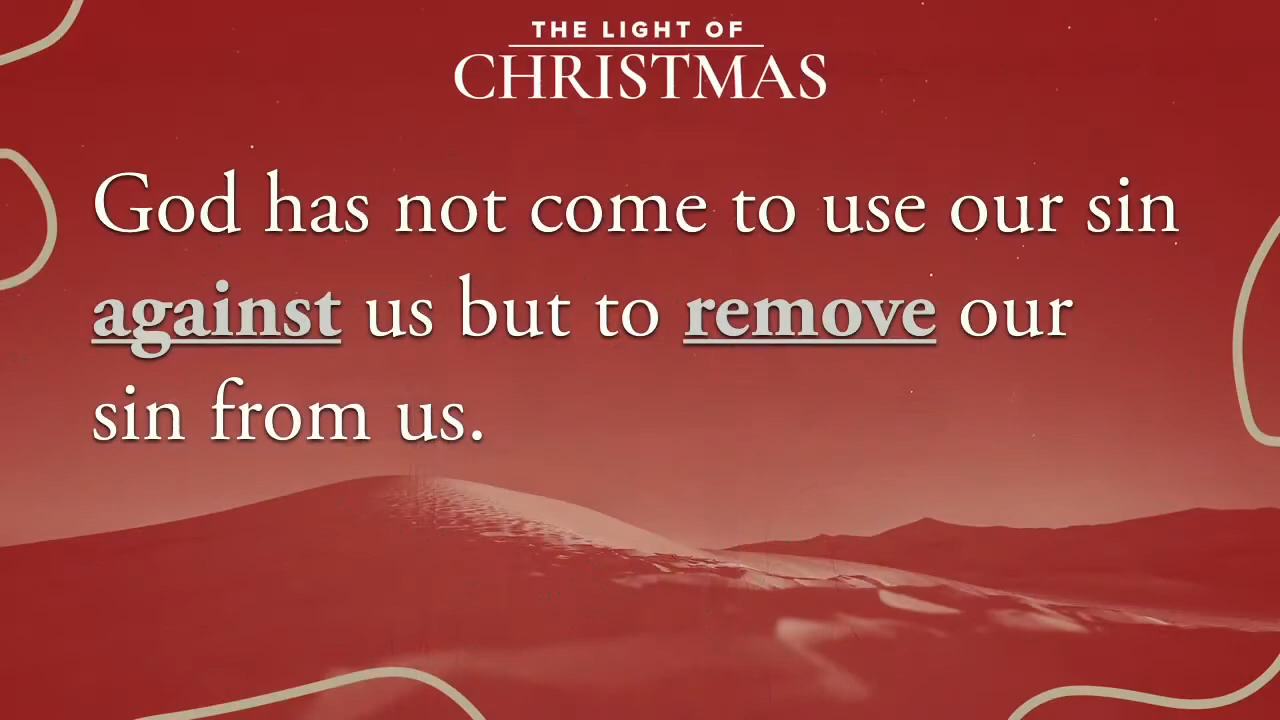 THE LIGHT OF
CHRISTMAS
God has not come to use our sin
against us but to remove our
sin from us.